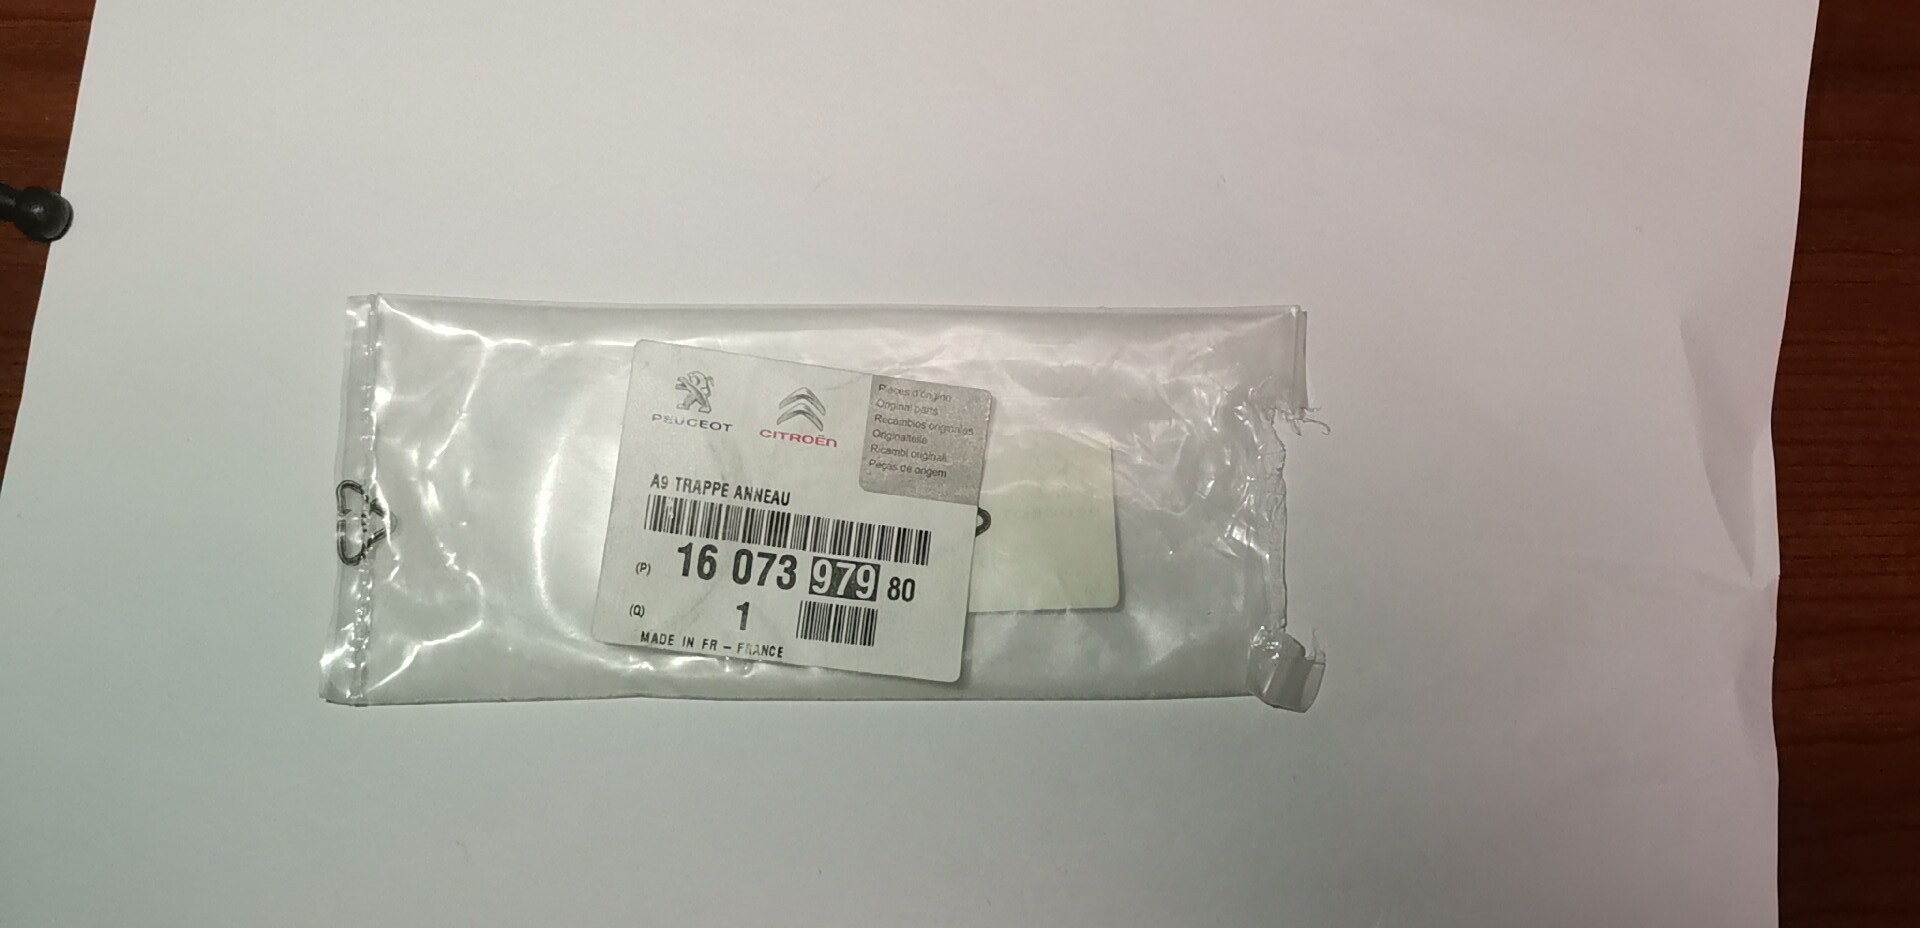 PEUGEOT
CITROËN
Pièces d'origine
Original parts
Recambios originales
Originalteile
Ricambi originali
Peças de origem
A9 TRAPPE ANNEAU
(P) 16 073 979 80
(Q) 1
MADE IN FR - FRANCE